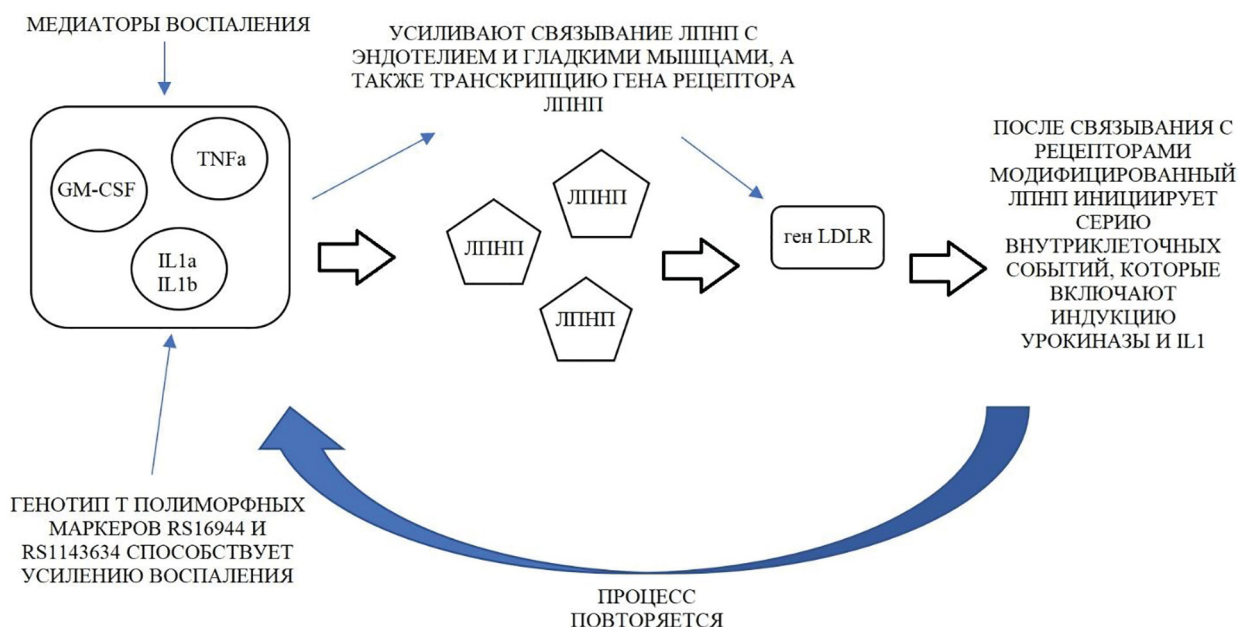 МЕДИАТОРЫ ВОСПАЛЕНИЯ
TNFa
GM-CSF
IL1a
IL1b
УСИЛИВАЮТ СВЯЗЫВАНИЕ ЛПНП С
ЭНДОТЕЛИЕМ И ГЛАДКИМИ МЫШЦАМИ, А
ТАКЖЕ ТРАНСКРИПЦИЮ ГЕНА РЕЦЕПТОРА
ЛПНП
ЛПНП
ЛПНП
ЛПНП
ген LDLR
ПОСЛЕ СВЯЗЫВАНИЯ С
РЕЦЕПТОРАМИ
МОДИФИЦИРОВАННЫЙ
ЛПНП ИНИЦИИРУЕТ
СЕРИЮ
ВНУТРИКЛЕТОЧНЫХ
СОБЫТИЙ, КОТОРЫЕ
ВКЛЮЧАЮТ
ИНДУКЦИЮ
УРОКИНАЗЫ И IL1
ГЕНОТИП Т ПОЛИМОРФНЫХ
МАРКЕРОВ RS16944 И
RS1143634 СПОСОБСТВУЕТ
УСИЛЕНИЮ ВОСПАЛЕНИЯ
ПРОЦЕСС
ПОВТОРЯЕТСЯ